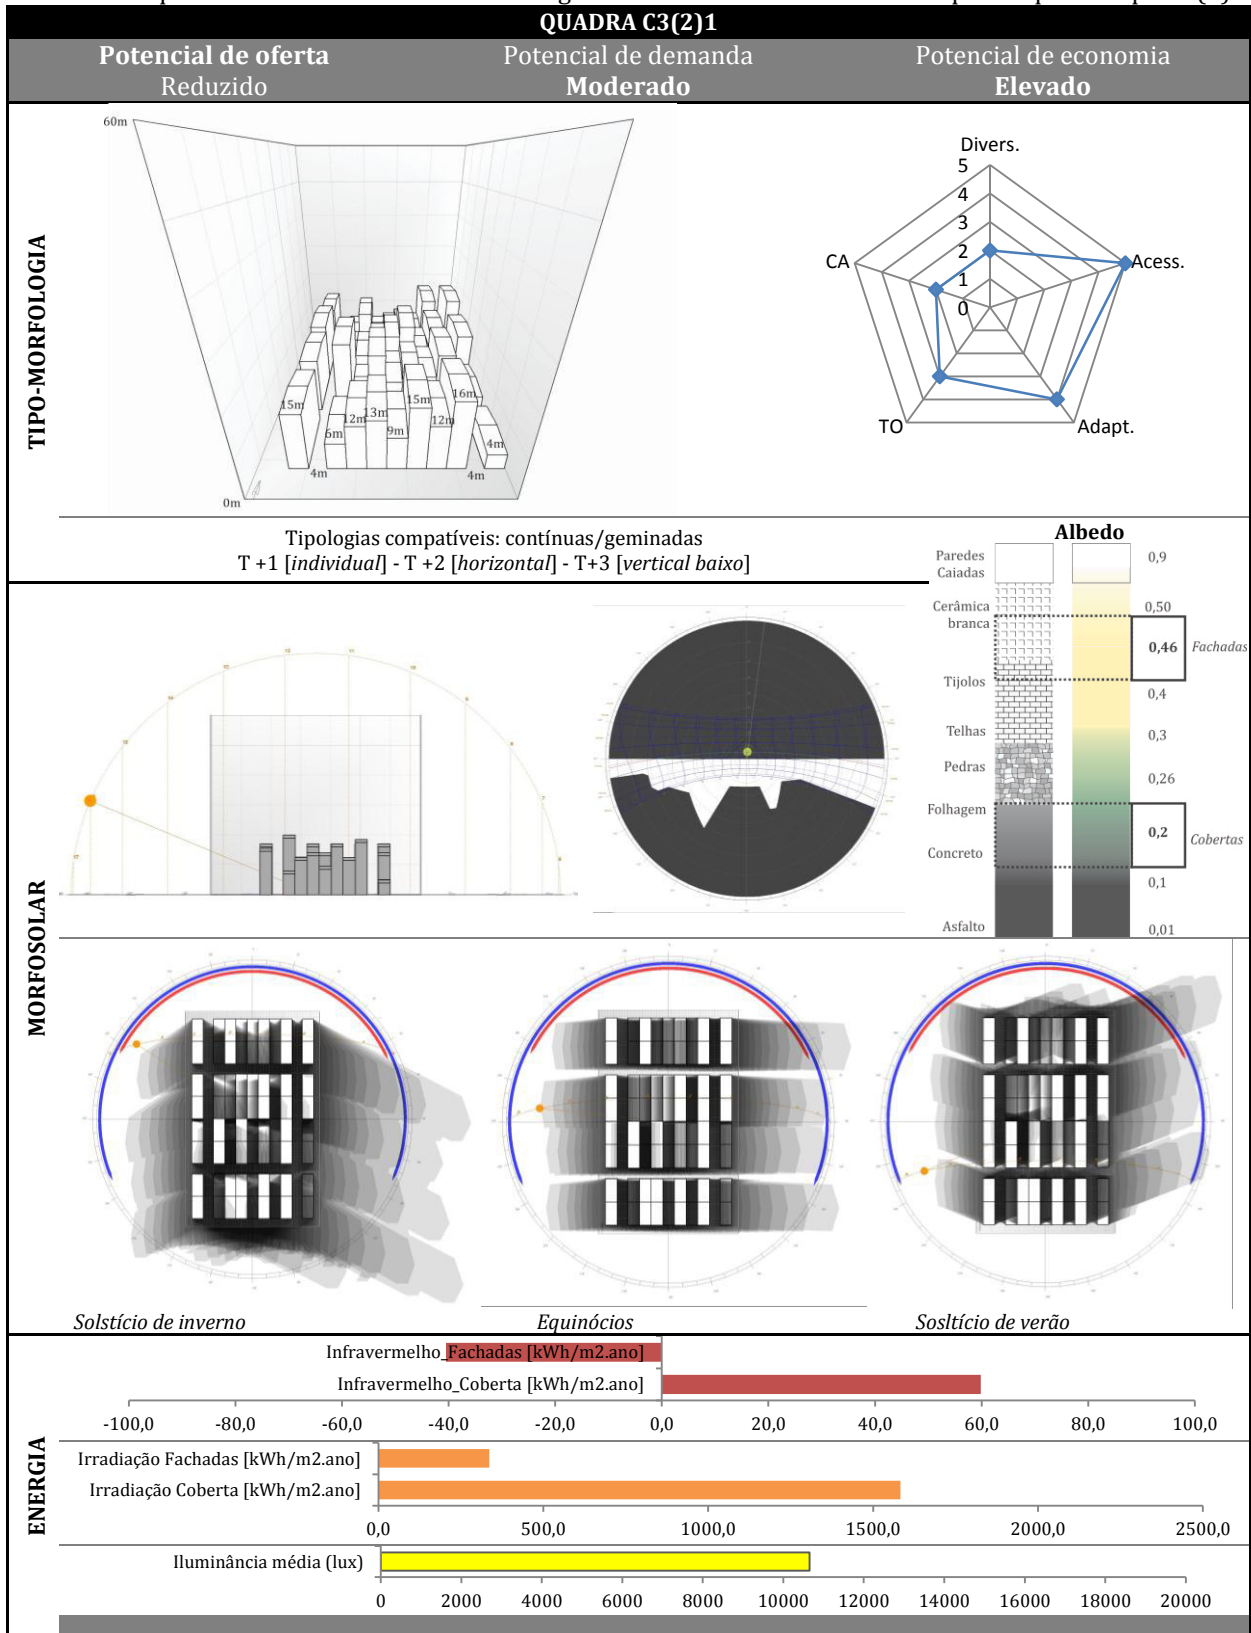 QUADRA C3(2)1
Potencial de oferta
Reduzido
Potencial de demanda
Moderado
Potencial de economia
Elevado
TIPO-MORFOLOGIA
60m
15m
6m
12m
13m
9m
15m
12m
16m
4m
4m
4m
0m
Divers.
5
4
3
2
1
0
CA
Acess.
TO
Adapt.
Tipologias compatíveis: contínuas/geminadas
T +1 [individual] - T +2 [horizontal] - T+3 [vertical baixo]
Albedo
Paredes
Caiadas
0,9
Cerâmica
branca
0,50
0,46
Fachadas
Tijolos
0,4
Telhas
0,3
Pedras
0,26
Folhagem
0,2
Cobertas
Concreto
0,1
Asfalto
0,01
MORFOSOLAR
Solstício de inverno
Equinócios
Sosltício de verão
ENERGIA
Infravermelho_Fachadas [kWh/m2.ano]
Infravermelho_Coberta [kWh/m2.ano]
-100,0 -80,0 -60,0 -40,0 -20,0 0,0 20,0 40,0 60,0 80,0 100,0
Irradiação Fachadas [kWh/m2.ano]
Irradiação Coberta [kWh/m2.ano]
0,0 500,0 1000,0 1500,0 2000,0 2500,0
Iluminância média (lux)
0 2000 4000 6000 8000 10000 12000 14000 16000 18000 20000